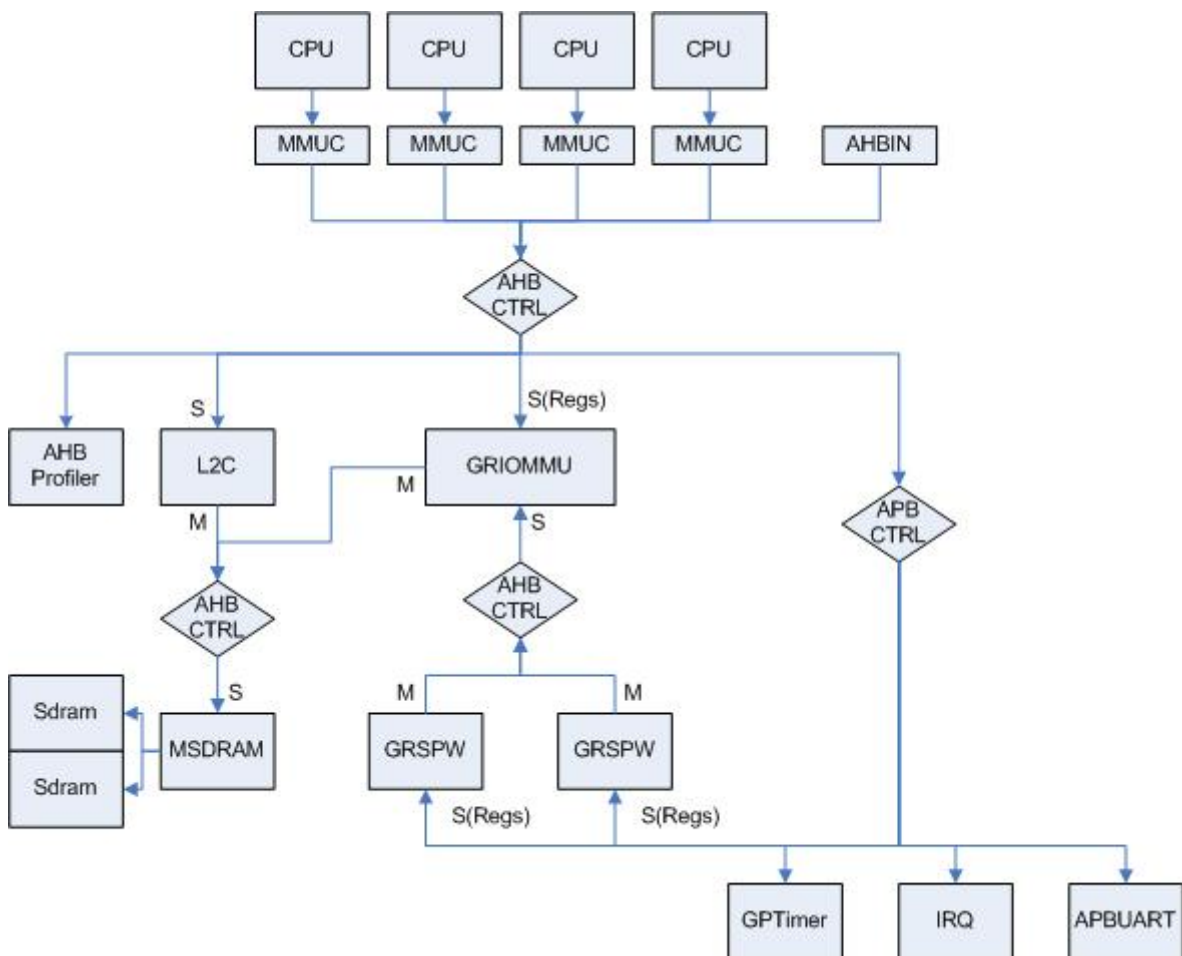 CPU
CPU
CPU
CPU
MMUC
MMUC
MMUC
MMUC
AHBIN
AHB
CTRL
S
S(Regs)
AHB
Profiler
L2C
GRIOMMU
M
M
S
APB
CTRL
AHB
CTRL
AHB
CTRL
S
M
M
Sdram
Sdram
MSDRAM
GRSPW
GRSPW
S(Regs)
S(Regs)
GPTimer
IRQ
APBUART